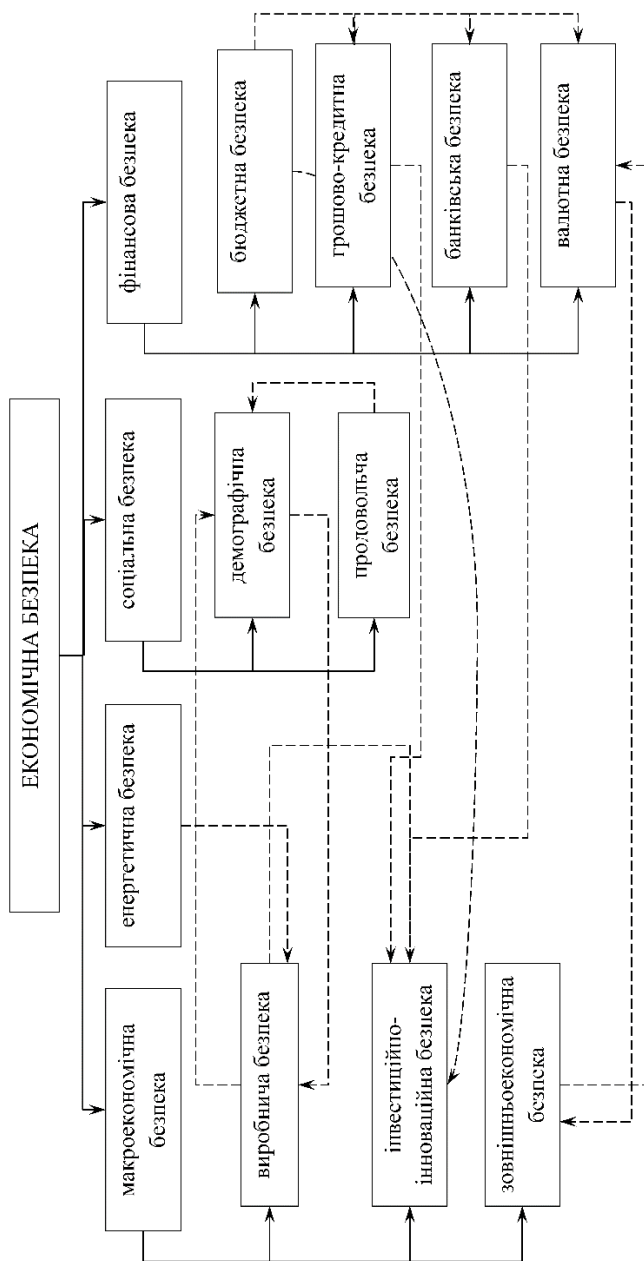 ЕКОНОМІЧНА БЕЗПЕКА
макроекономічна
безпека
енергетична безпека
соціальна безпека
фінансова безпека
виробнича безпека
демографічна
безпека
бюджетна безпека
інвестиційно-
інноваційна безпека
продовольча
безпека
грошово-кредитна
безпека
зовнішньоекономічна
безпека
банківська безпека
валютна безпека